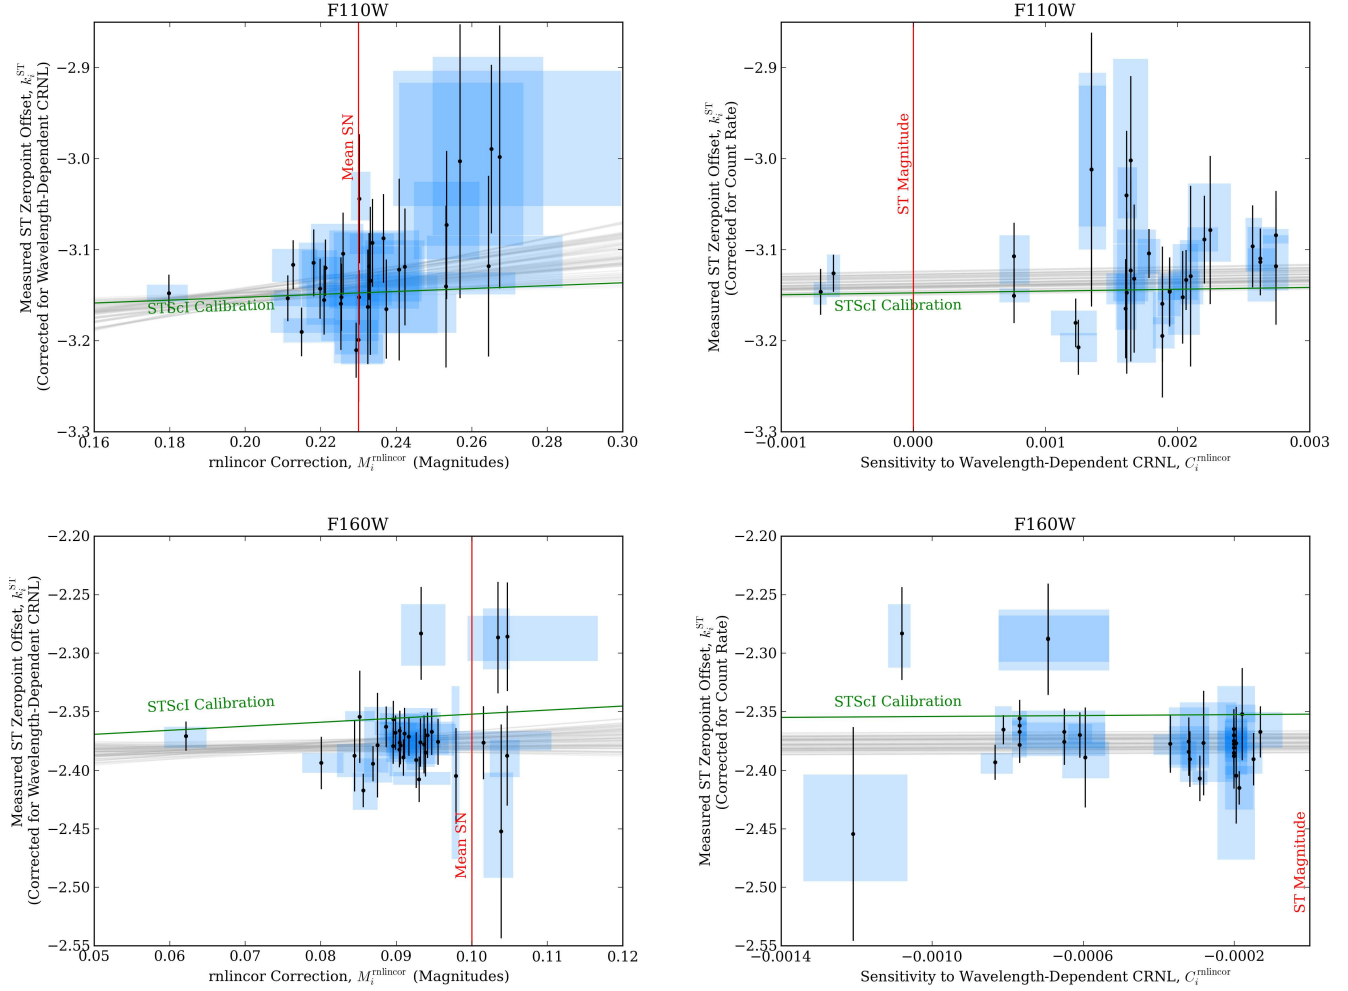 F110W
Measured ST Zeropoint Offset, k_i^ST
(Corrected for Wavelength-Dependent CRNL)
−2.9
−3.0
−3.1
−3.2
−3.3
Mean SN
STScI Calibration
0.16 0.18 0.20 0.22 0.24 0.26 0.28 0.30
rnlincor Correction, M_i^rnlincor (Magnitudes)
F110W
Measured ST Zeropoint Offset, k_i^ST
(Corrected for Count Rate)
−2.9
−3.0
−3.1
−3.2
−3.3
ST Magnitude
STScI Calibration
−0.001 0.000 0.001 0.002 0.003
Sensitivity to Wavelength-Dependent CRNL, C_i^rnlincor
F160W
Measured ST Zeropoint Offset, k_i^ST
(Corrected for Wavelength-Dependent CRNL)
−2.20
−2.25
−2.30
−2.35
−2.40
−2.45
−2.50
−2.55
STScI Calibration
Mean SN
0.05 0.06 0.07 0.08 0.09 0.10 0.11 0.12
rnlincor Correction, M_i^rnlincor (Magnitudes)
F160W
Measured ST Zeropoint Offset, k_i^ST
(Corrected for Count Rate)
−2.20
−2.25
−2.30
−2.35
−2.40
−2.45
−2.50
−2.55
STScI Calibration
ST Magnitude
−0.0014 −0.0010 −0.0006 −0.0002
Sensitivity to Wavelength-Dependent CRNL, C_i^rnlincor